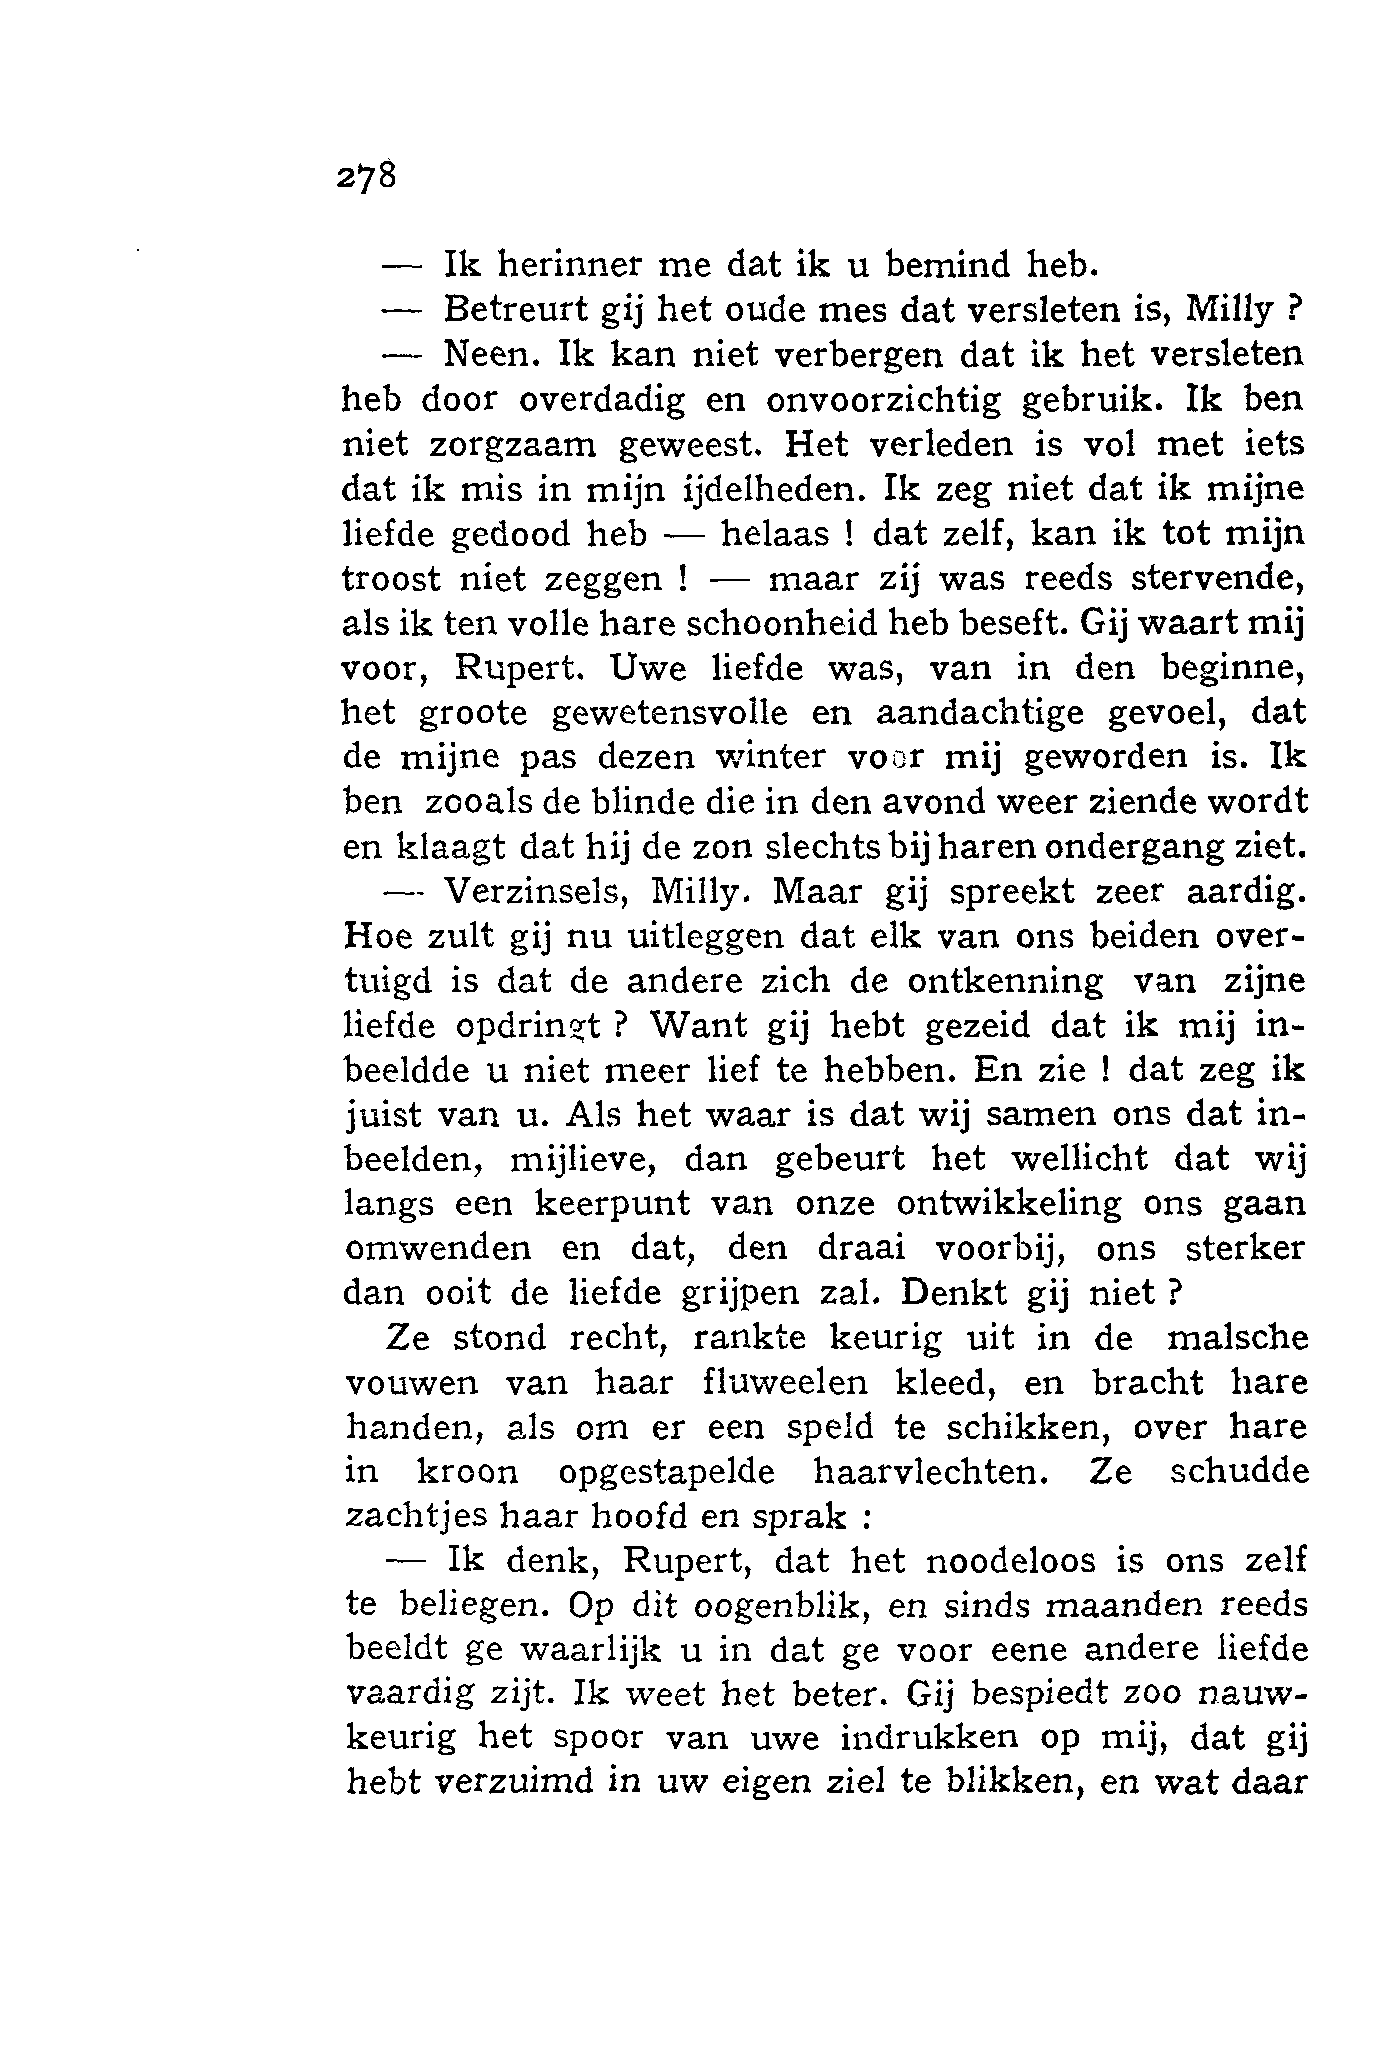 278
— Ik herinner me dat ik u bemind heb.
— Betreurt gij het oude mes dat versleten is, Milly ?
— Neen. Ik kan niet verbergen dat ik het versleten
heb door overdadig en onvoorzichtig gebruik. Ik ben
niet zorgzaam geweest. Het verleden is vol met iets
dat ik mis in mijn ijdelheden. Ik zeg niet dat ik mijne
liefde gedood heb — helaas ! dat zelf, kan ik tot mijn
troost niet zeggen ! — maar zij was reeds stervende,
als ik ten volle hare schoonheid heb beseft. Gij waart mij
voor, Rupert. Uwe liefde was, van in den beginne,
het groote gewetensvolle en aandachtige gevoel, dat
de mijne pas dezen winter voor mij geworden is. Ik
ben zooals de blinde die in den avond weer ziende wordt
en klaagt dat hij de zon slechts bij haren ondergang ziet.
— Verzinsels, Milly. Maar gij spreekt zeer aardig.
Hoe zult gij nu uitleggen dat elk van ons beiden over-
tuigd is dat de andere zich de ontkenning van zijne
liefde opdringt ? Want gij hebt gezeid dat ik mij in-
beeldde u niet meer lief te hebben. En zie ! dat zeg ik
juist van u. Als het waar is dat wij samen ons dat in-
beelden, mijlieve, dan gebeurt het wellicht dat wij
langs een keerpunt van onze ontwikkeling ons gaan
omwenden en dat, den draai voorbij, ons sterker
dan ooit de liefde grijpen zal. Denkt gij niet ?
Ze stond recht, rankte keurig uit in de malsche
vouwen van haar fluweelen kleed, en bracht hare
handen, als om er een speld te schikken, over hare
in kroon opgestapelde haarvlechten. Ze schudde
zachtjes haar hoofd en sprak :
— Ik denk, Rupert, dat het noodeloos is ons zelf
te beliegen. Op dit oogenblik, en sinds maanden reeds
beeldt ge waarlijk u in dat ge voor eene andere liefde
vaardig zijt. Ik weet het beter. Gij bespiedt zoo nauw-
keurig het spoor van uwe indrukken op mij, dat gij
hebt verzuimd in uw eigen ziel te blikken, en wat daar